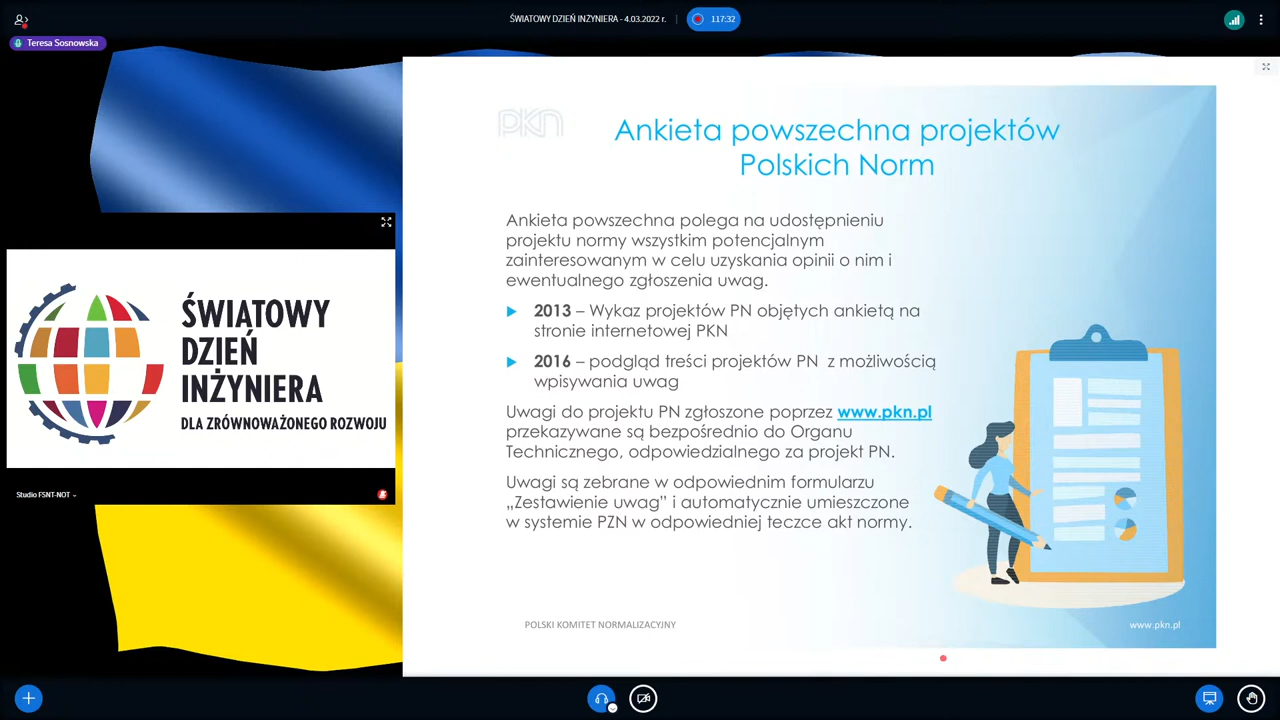 ŚWIATOWY DZIEŃ INŻYNIERA - 4.03.2022 r.
117:32
Teresa Sosnowska
pkn
Ankieta powszechna projektów
Polskich Norm
Ankieta powszechna polega na udostępnieniu
projektu normy wszystkim potencjalnym
zainteresowanym w celu uzyskania opinii o nim i
ewentualnego zgłoszenia uwag.
2013 – Wykaz projektów PN objętych ankietą na
stronie internetowej PKN
2016 – podgląd treści projektów PN z możliwością
wpisywania uwag
Uwagi do projektu PN zgłoszone poprzez www.pkn.pl
przekazywane są bezpośrednio do Organu
Technicznego, odpowiedzialnego za projekt PN.
Uwagi są zebrane w odpowiednim formularzu
„Zestawienie uwag” i automatycznie umieszczone
w systemie PZN w odpowiedniej teczce akt normy.
POLSKI KOMITET NORMALIZACYJNY
www.pkn.pl
ŚWIATOWY
DZIEŃ
INŻYNIERA
DLA ZRÓWNOWAŻONEGO ROZWOJU
Studio FSNT-NOT